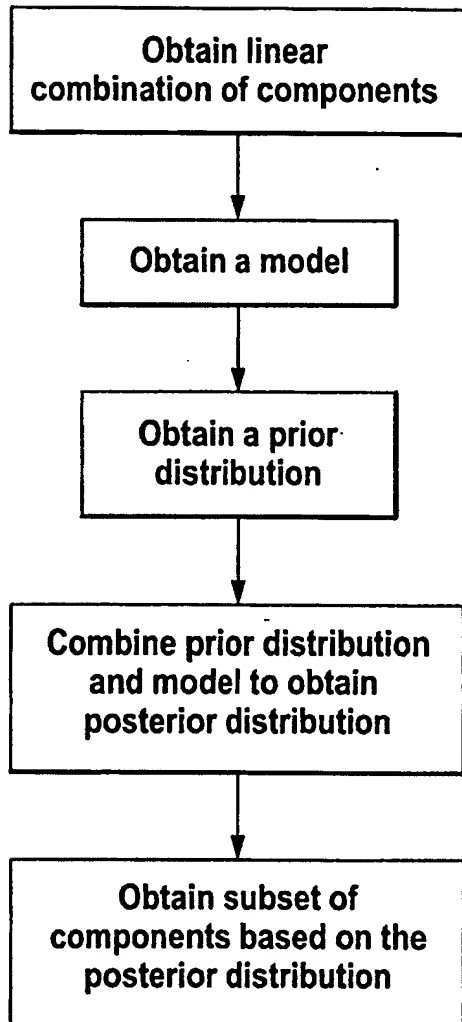 Obtain linear
combination of components
Obtain a model
Obtain a prior
distribution
Combine prior distribution
and model to obtain
posterior distribution
Obtain subset of
components based on the
posterior distribution